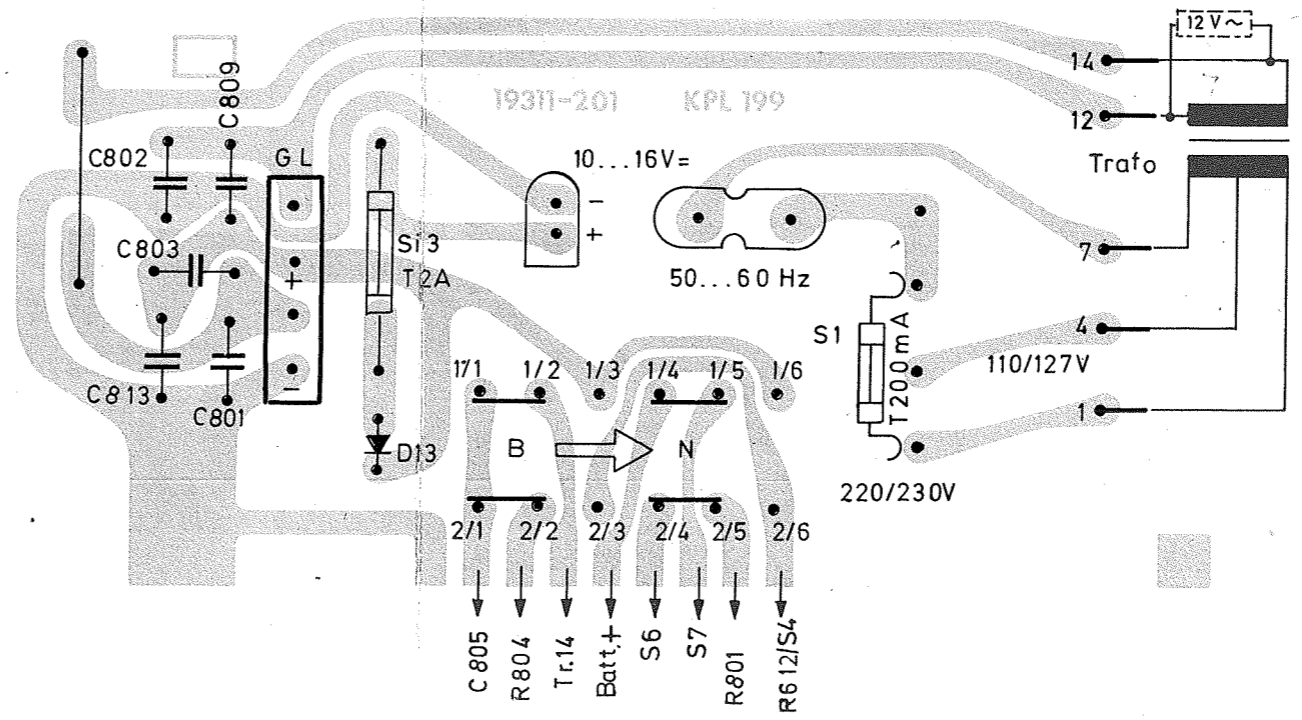 12 V~
14
19311-201 KPL 199
C809
12
C802
GL
10...16V=
Trafo
-
+
C803
Si3
T2A
+
50...60 Hz
7
S1
T200mA
4
110/127V
C813
C801
-
1/1 1/2 1/3 1/4 1/5 1/6
1
D13
B N
220/230V
2/1 2/2 2/3 2/4 2/5 2/6
C805
R804
Tr.14
Batt.+
S6
S7
R801
R612/S4